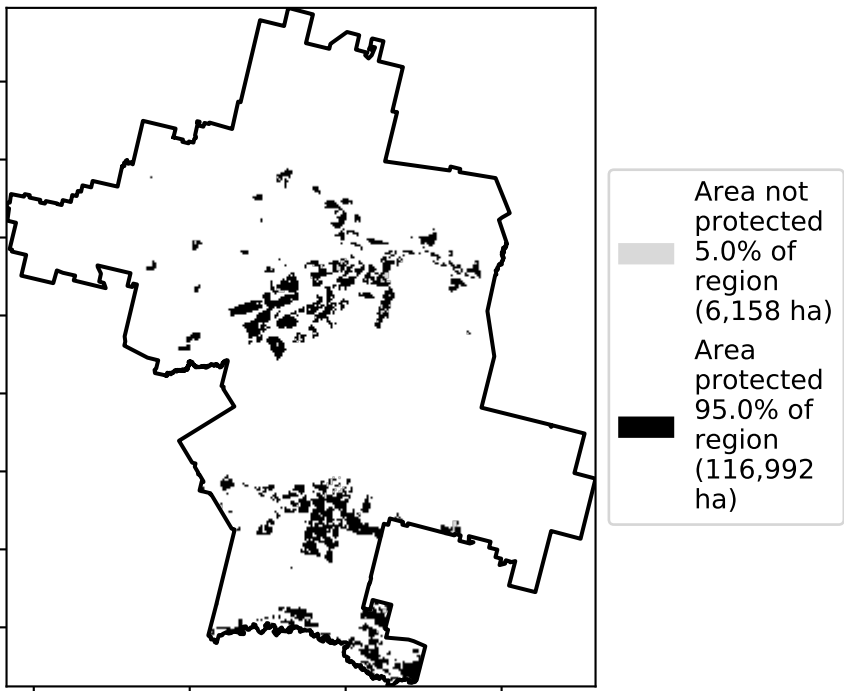 Area not
protected
5.0% of
region
(6,158 ha)
Area
protected
95.0% of
region
(116,992
ha)